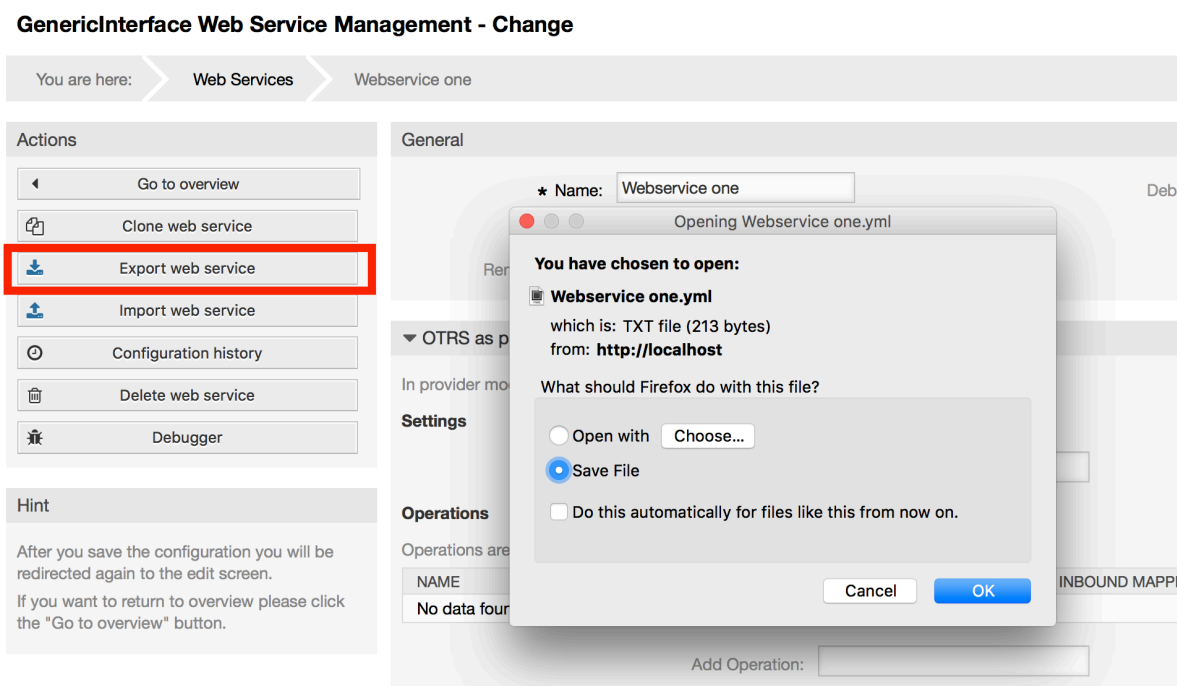 GenericInterface Web Service Management - Change
You are here:
Web Services
Webservice one
Actions
Go to overview
Clone web service
Export web service
Import web service
Configuration history
Delete web service
Debugger
Hint
After you save the configuration you will be
redirected again to the edit screen.
If you want to return to overview please click
the "Go to overview" button.
General
* Name: Webservice one
OTRS as
In provider
Settings
Operations
Operations are
NAME
INBOUND
No data
Add Operation:
Opening Webservice one.yml
You have chosen to open:
Webservice one.yml
which is: TXT file (213 bytes)
from: http://localhost
What should Firefox do with this file?
Open with Choose...
Save File
Do this automatically for files like this from now on.
Cancel
OK